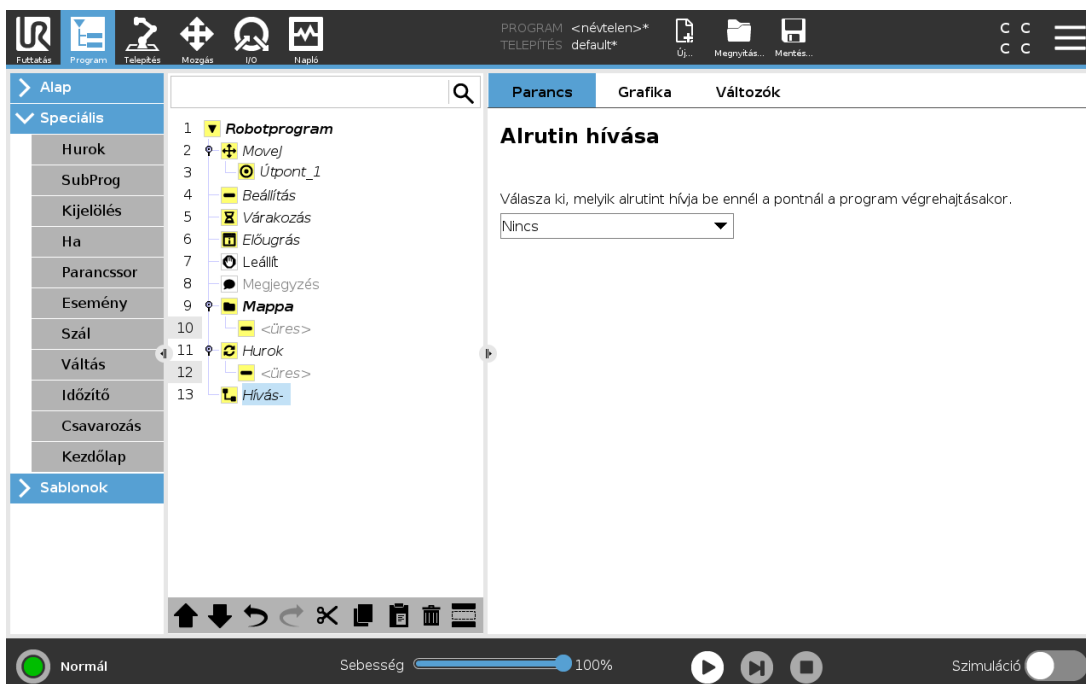 PROGRAM <névtelen>*
TELEPÍTÉS default*
UR
Futtatás Program Telepítés Mozgás I/O Napló
Új... Megnyitás... Mentés...
C C
C C
Alap
Speciális
Hurok
SubProg
Kijelölés
Ha
Parancssor
Esemény
Szál
Váltás
Időzítő
Csavarozás
Kezdőlap
Sablonok
1 Robotprogram
2 MoveJ
3 Útpont_1
4 Beállítás
5 Várakozás
6 Előugrás
7 Leállít
8 Megjegyzés
9 Mappa
10 <üres>
11 Hurok
12 <üres>
13 Hívás-
Parancs Grafika Változók
Alrutin hívása
Válasza ki, melyik alrutint hívja be ennél a pontnál a program végrehajtásakor.
Nincs
Normál
Sebesség 100%
Szimuláció